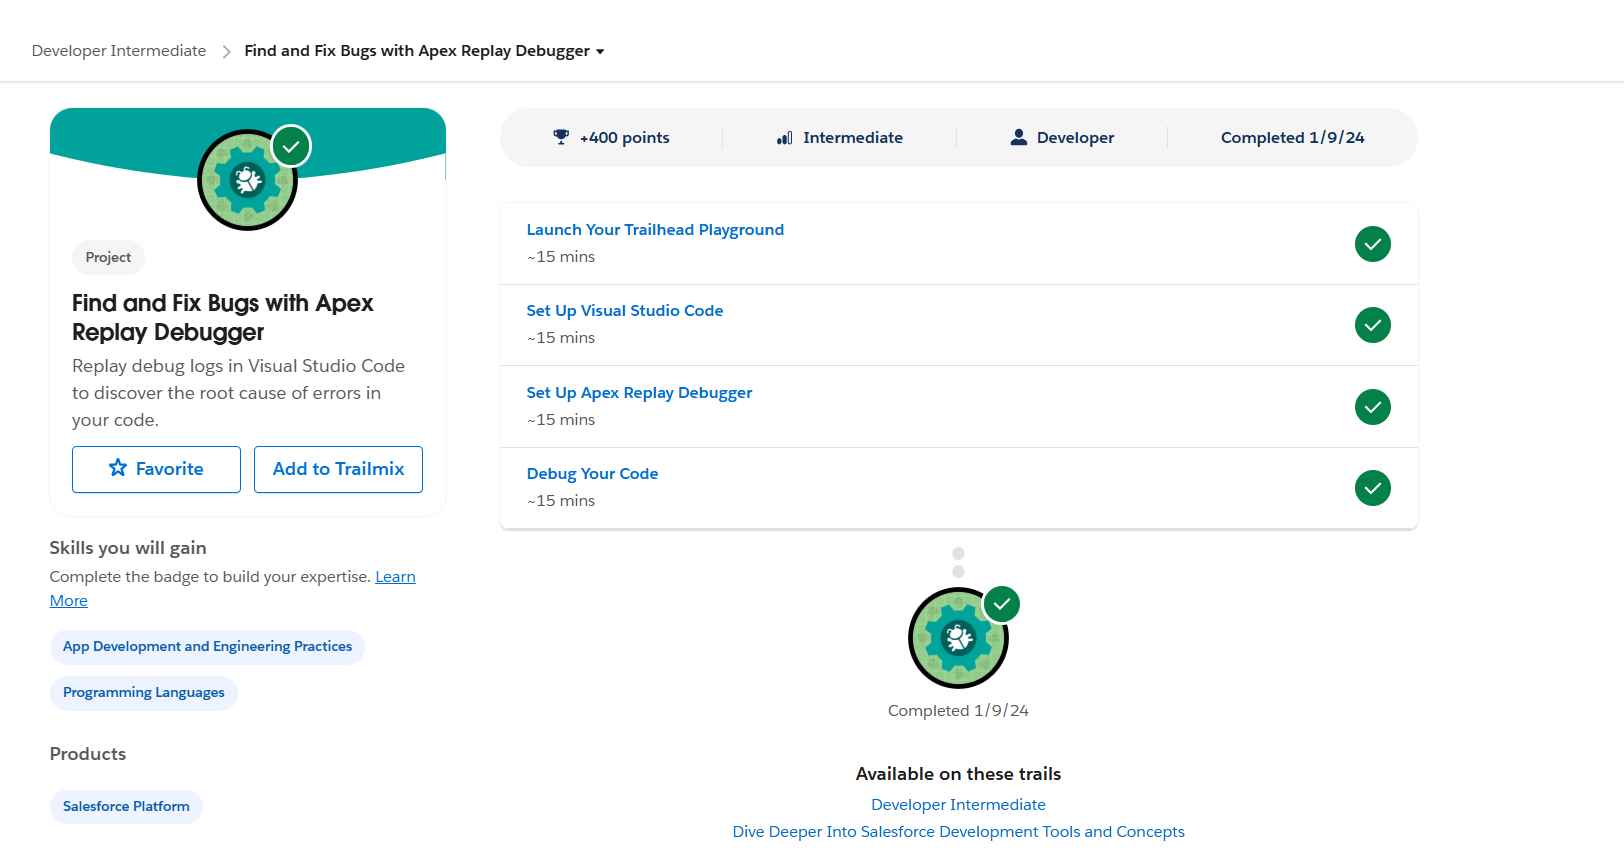 Developer Intermediate
Find and Fix Bugs with Apex Replay Debugger
Project
Find and Fix Bugs with Apex
Replay Debugger
Replay debug logs in Visual Studio Code
to discover the root cause of errors in
your code.
Favorite
Add to Trailmix
Skills you will gain
Complete the badge to build your expertise. Learn
More
App Development and Engineering Practices
Programming Languages
Products
Salesforce Platform
+400 points
Intermediate
Developer
Completed 1/9/24
Launch Your Trailhead Playground
~15 mins
Set Up Visual Studio Code
~15 mins
Set Up Apex Replay Debugger
~15 mins
Debug Your Code
~15 mins
Completed 1/9/24
Available on these trails
Developer Intermediate
Dive Deeper Into Salesforce Development Tools and Concepts